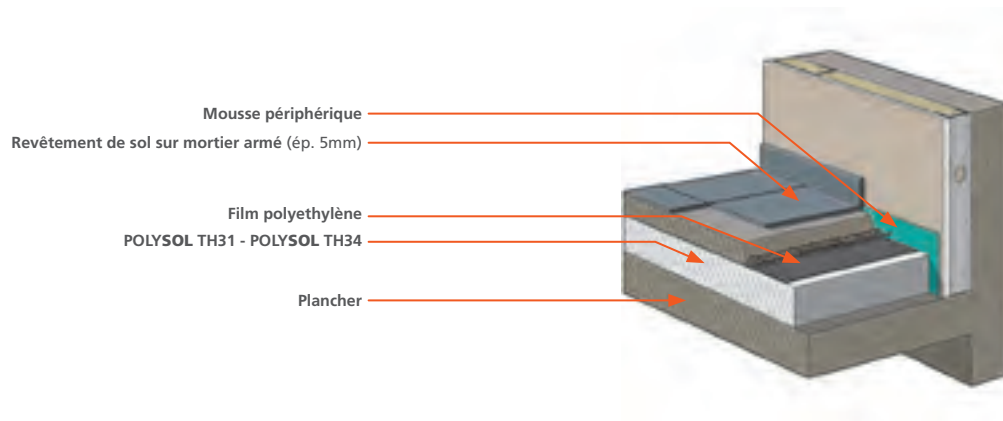 Mousse périphérique
Revêtement de sol sur mortier armé (ép. 5mm)
Film polyethylène
POLYSOL TH31 - POLYSOL TH34
Plancher